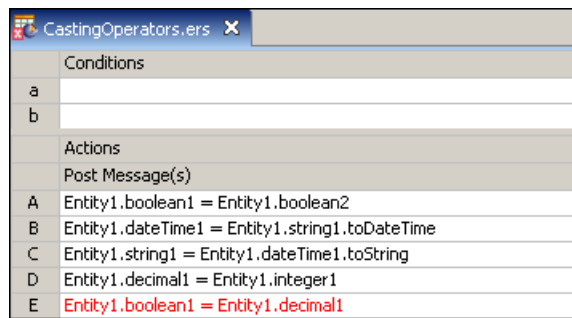 CastingOperators.ers
Conditions
a
b
Actions
Post Message(s)
A Entity1.boolean1 = Entity1.boolean2
B Entity1.dateTime1 = Entity1.string1.toDateTime
C Entity1.string1 = Entity1.dateTime1.toString
D Entity1.decimal1 = Entity1.integer1
E Entity1.boolean1 = Entity1.decimal1